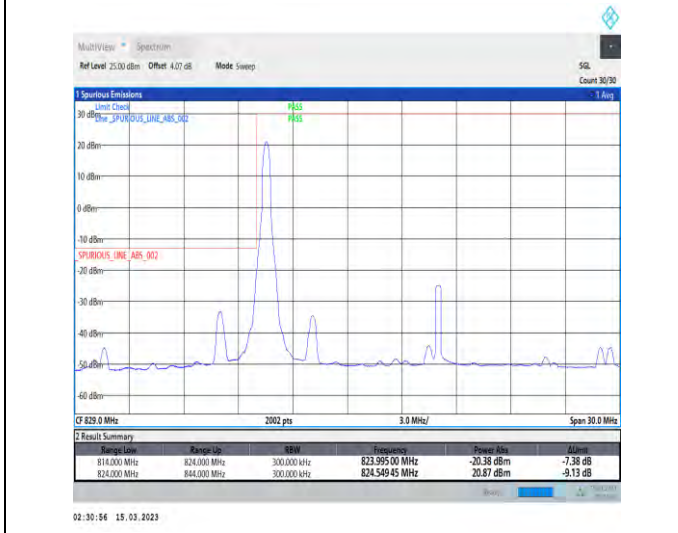 MultiView Spectrum
Ref Level 25.00 dBm Offset 4.07 dB Mode Sweep SGL
Count 30/30
1 Spurious Emissions 1 Avg
Limit Check PASS
30 dBm Line _SPURIOUS_LINE_ABS_002 PASS
20 dBm
10 dBm
0 dBm
-10 dBm
_SPURIOUS_LINE_ABS_002
-20 dBm
-30 dBm
-40 dBm
-50 dBm
-60 dBm
CF 829.0 MHz 2002 pts 3.0 MHz/ Span 30.0 MHz
2 Result Summary
Range Low Range Up RBW Frequency Power Abs ΔLimit
814.000 MHz 824.000 MHz 300.000 kHz 823.99500 MHz -20.38 dBm -7.38 dB
824.000 MHz 844.000 MHz 300.000 kHz 824.54945 MHz 20.87 dBm -9.13 dB
02:30:56 15.03.2023